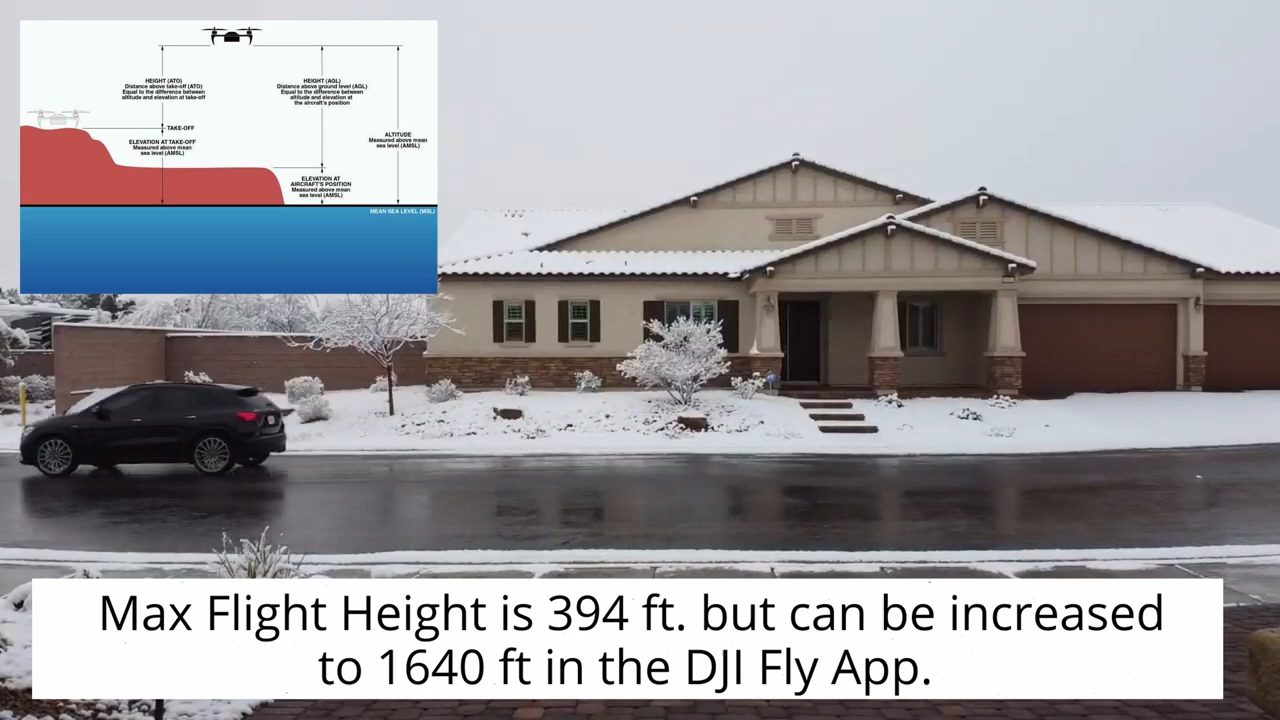 HEIGHT (ATO)
Distance above take-off (ATO)
Equal to the difference between
altitude and elevation at take-off
HEIGHT (AGL)
Distance above ground level (AGL)
Equal to the difference between
altitude and elevation at
the aircraft's position
TAKE-OFF
ELEVATION AT TAKE-OFF
Measured above mean
sea level (AMSL)
ALTITUDE
Measured above mean
sea level (AMSL)
ELEVATION AT
AIRCRAFT'S POSITION
Measured above mean
sea level (AMSL)
MEAN SEA LEVEL (MSL)
Max Flight Height is 394 ft. but can be increased
to 1640 ft in the DJI Fly App.